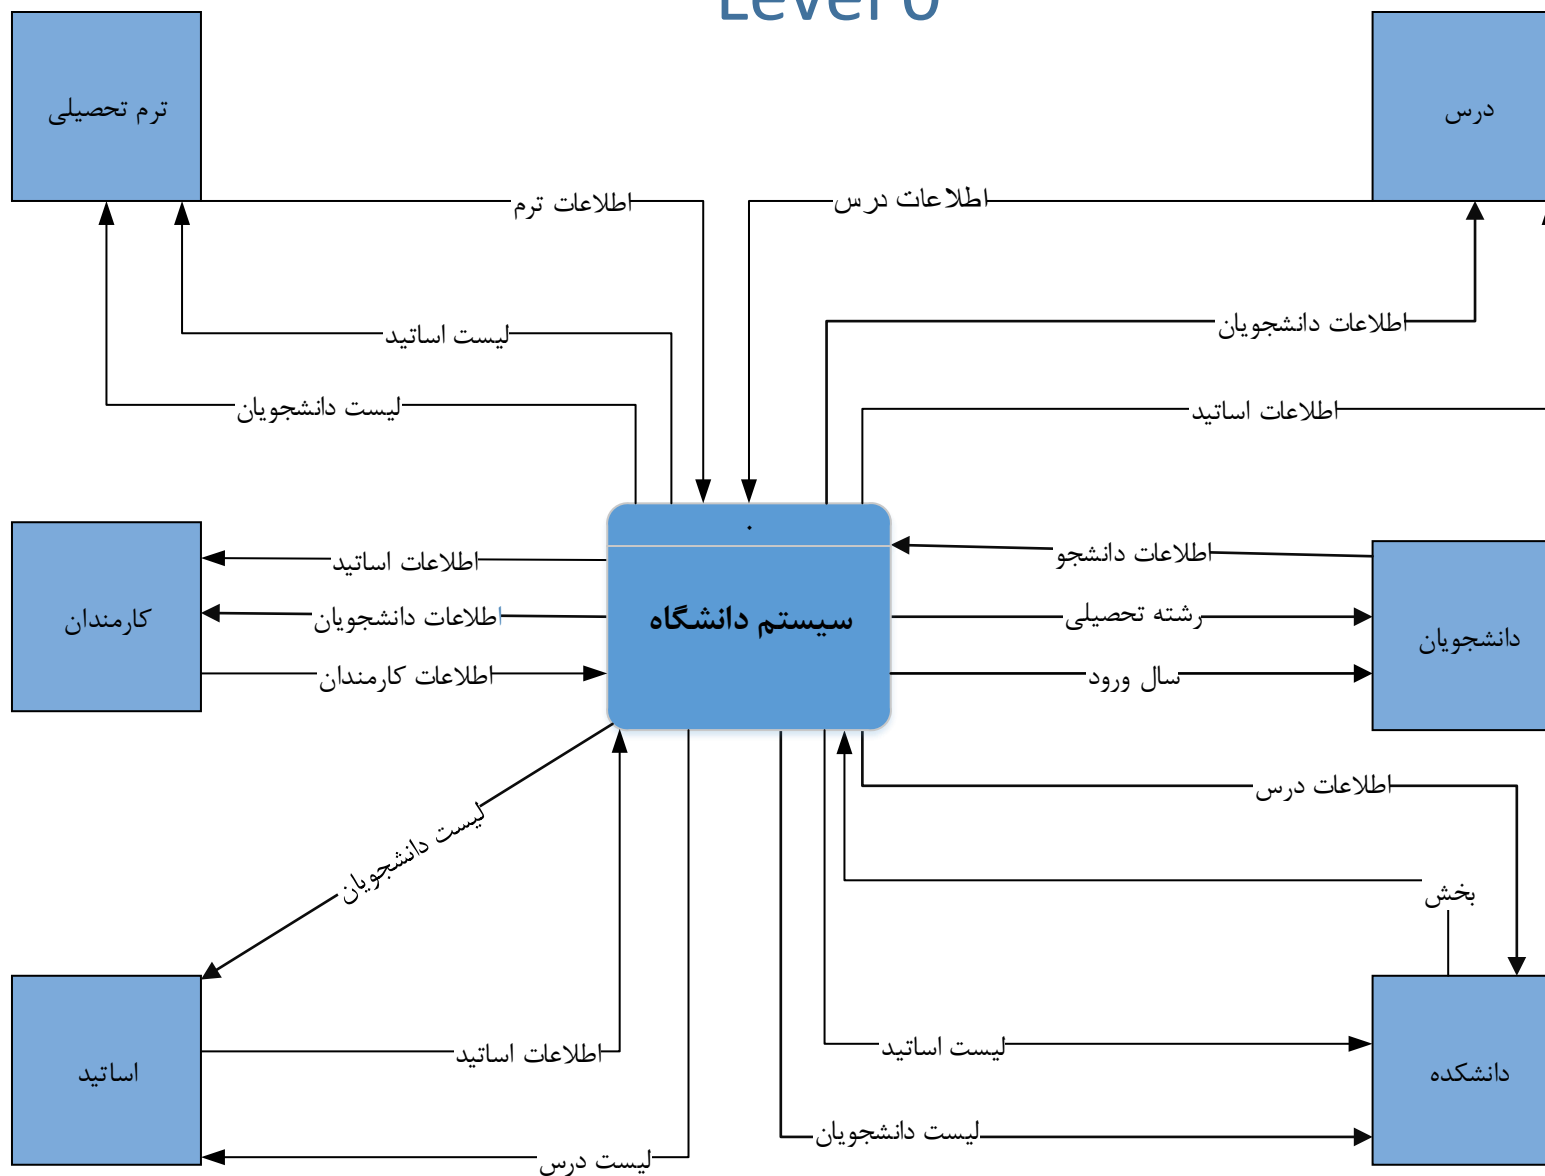 Level 0
ترم تحصیلی
درس
اطلاعات ترم
اطلاعات درس
لیست اساتید
اطلاعات دانشجویان
لیست دانشجویان
اطلاعات اساتید
۰
سیستم دانشگاه
کارمندان
اطلاعات اساتید
اطلاعات دانشجویان
اطلاعات کارمندان
اطلاعات دانشجو
رشته تحصیلی
سال ورود
دانشجویان
لیست دانشجویان
اطلاعات درس
بخش
اساتید
اطلاعات اساتید
لیست درس
لیست اساتید
لیست دانشجویان
دانشکده